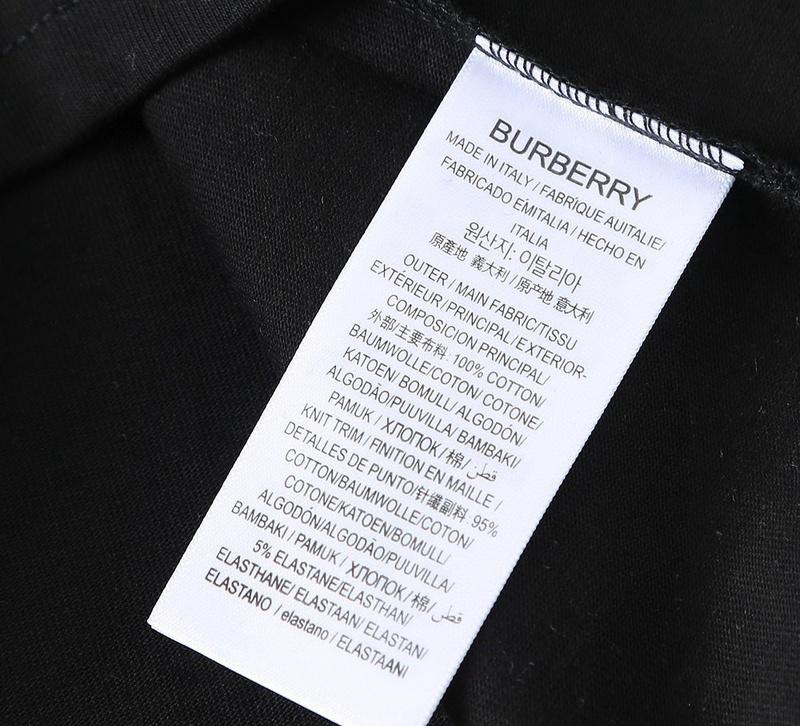 BURBERRY
MADE IN ITALY / FABRIQUE AUITALIE/
FABRICADO EMITALIA / HECHO EN
ITALIA
원산지: 이탈리아
原產地 義大利 / 原产地 意大利
OUTER / MAIN FABRIC/TISSU
EXTÉRIEUR/PRINCIPAL/EXTERIOR-
COMPOSICION PRINCIPAL/
外部/主要布料: 100% COTTON/
BAUMWOLLE/COTON/ COTONE/
KATOEN/ BOMULL/ ALGODÓN/
ALGODÃO/PUUVILLA/ BAMBAKI/
PAMUK / ХЛОПОК/ 棉/ قطن
KNIT TRIM / FINITION EN MAILLE /
DETALLES DE PUNTO/针織副料: 95%
COTTON/BAUMWOLLE/COTON/
COTONE/KATOEN/BOMULL/
ALGODÓN/ALGODÃO/PUUVILLA/
BAMBAKI / PAMUK / ХЛОПОК / 棉/ قطن
5% ELASTANE/ELASTHAN/
ELASTHANE/ ELASTAAN/ ELASTAN/
ELASTANO / elastano / ELASTAANI